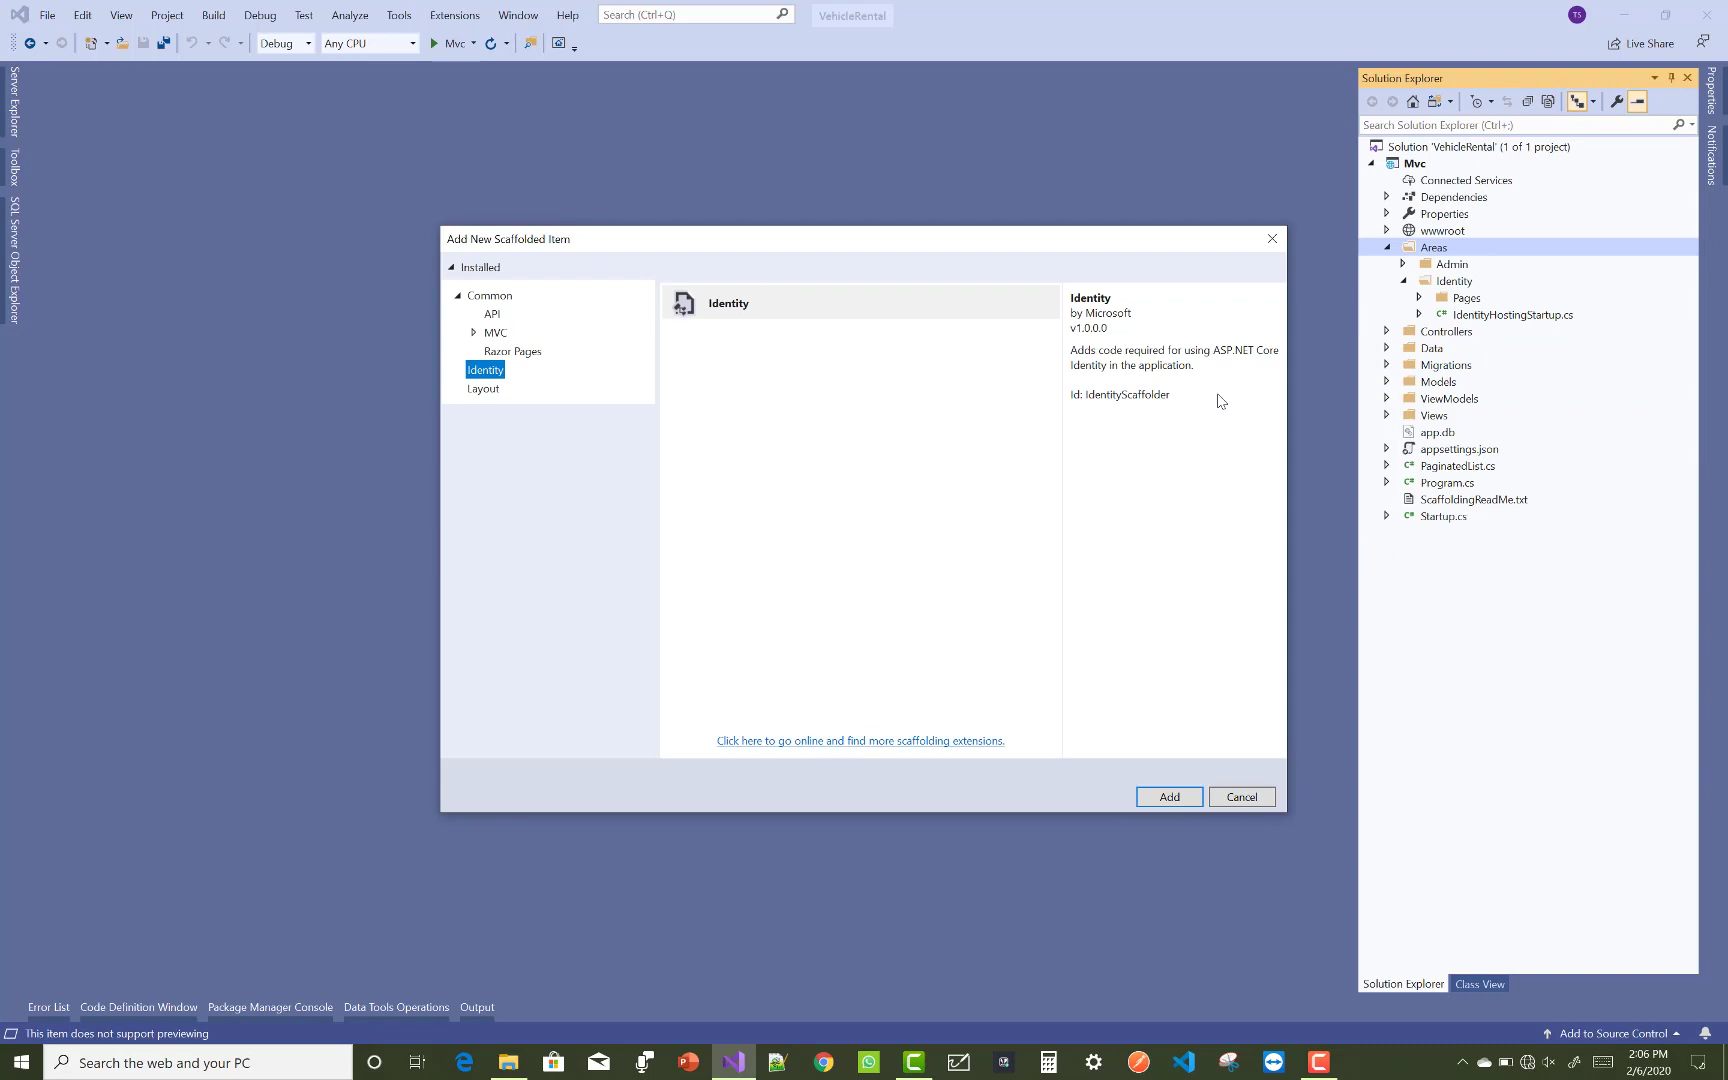 File Edit View Project Build Debug Test Analyze Tools Extensions Window Help Search (Ctrl+Q) VehicleRental TS
Debug Any CPU Mvc Live Share
Server Explorer
Toolbox
SQL Server Object Explorer
Add New Scaffolded Item
Installed
Common
API
MVC
Razor Pages
Identity
Layout
Identity
Click here to go online and find more scaffolding extensions.
Identity
by Microsoft
v1.0.0.0
Adds code required for using ASP.NET Core
Identity in the application.
Id: IdentityScaffolder
Add Cancel
Solution Explorer
Search Solution Explorer (Ctrl+;)
Solution 'VehicleRental' (1 of 1 project)
Mvc
Connected Services
Dependencies
Properties
wwwroot
Areas
Admin
Identity
Pages
C# IdentityHostingStartup.cs
Controllers
Data
Migrations
Models
ViewModels
Views
app.db
appsettings.json
C# PaginatedList.cs
C# Program.cs
ScaffoldingReadMe.txt
C# Startup.cs
Solution Explorer Class View
Properties
Notifications
Error List Code Definition Window Package Manager Console Data Tools Operations Output
This item does not support previewing Add to Source Control
Search the web and your PC
2:06 PM
2/6/2020